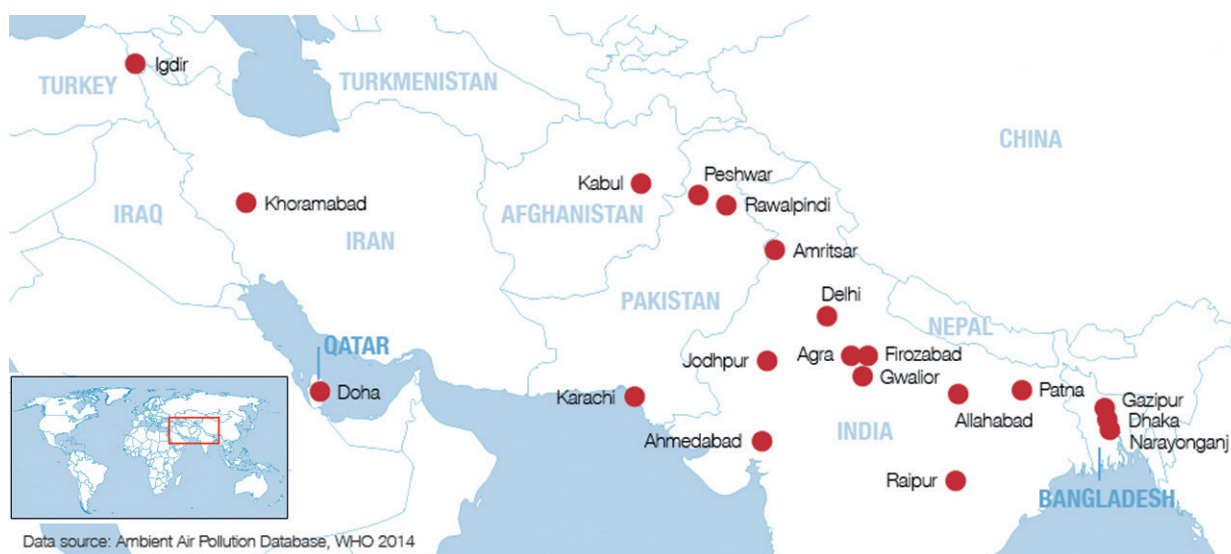 Igdir
TURKEY
TURKMENISTAN
CHINA
Kabul
Peshwar
Khoramabad
Rawalpindi
IRAQ
AFGHANISTAN
IRAN
Amritsar
Delhi
PAKISTAN
NEPAL
QATAR
Jodhpur
Agra
Firozabad
Gwalior
Doha
Karachi
Patna
Allahabad
Gazipur
Dhaka
Narayonganj
Ahmedabad
INDIA
Raipur
BANGLADESH
Data source: Ambient Air Pollution Database, WHO 2014